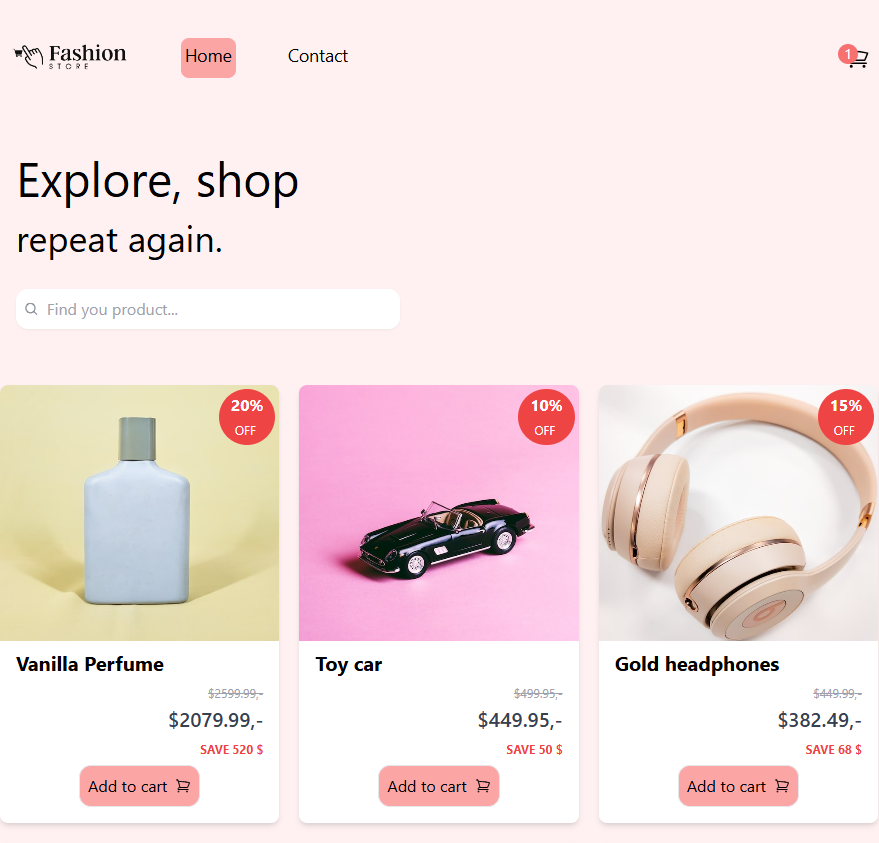 Fashion
STORE
Home
Contact
1
Explore, shop
repeat again.
Find you product...
20%
OFF
10%
OFF
15%
OFF
Vanilla Perfume
$2599.99,-
$2079.99,-
SAVE 520 $
Add to cart
Toy car
$499.95,-
$449.95,-
SAVE 50 $
Add to cart
Gold headphones
$449.99,-
$382.49,-
SAVE 68 $
Add to cart